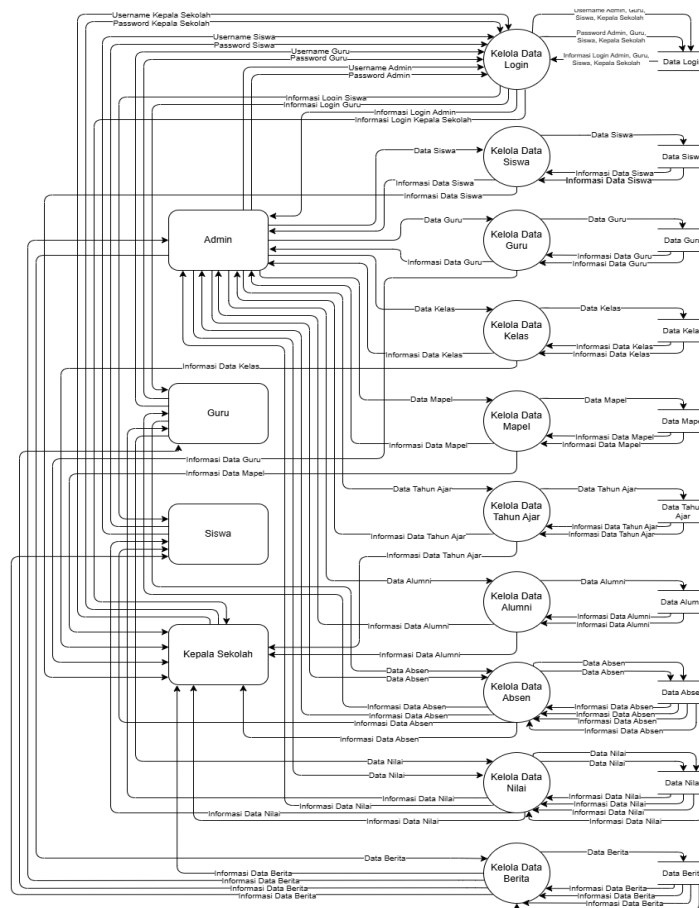 Username Kepala Sekolah
Password Kepala Sekolah
Username Siswa
Password Siswa
Username Guru
Password Guru
Username Admin
Password Admin
Kelola Data
Login
Username Admin, Guru,
Siswa, Kepala Sekolah
Password Admin, Guru,
Siswa, Kepala Sekolah
Informasi Login Admin, Guru,
Siswa, Kepala Sekolah
Data Login
Informasi Login Siswa
Informasi Login Guru
Informasi Login Admin
Informasi Login Kepala Sekolah
Data Siswa
Informasi Data Siswa
Informasi Data Siswa
Kelola Data
Siswa
Data Siswa
Informasi Data Siswa
Informasi Data Siswa
Data Sisw
Admin
Data Guru
Informasi Guru
Kelola Data
Guru
Data Guru
Informasi Data Guru
Informasi Data Guru
Data Guru
Data Kelas
Informasi Data Kelas
Informasi Data Kelas
Kelola Data
Kelas
Data Kelas
Informasi Data Kelas
Informasi Data Kelas
Data Kela
Guru
Data Mapel
Informasi Data Mapel
Informasi Data Guru
Informasi Data Mapel
Kelola Data
Mapel
Data Mapel
Informasi Data Mapel
Informasi Data Mapel
Data Mape
Siswa
Data Tahun Ajar
Informasi Data Tahun Ajar
Informasi Data Tahun Ajar
Kelola Data
Tahun Ajar
Data Tahun Ajar
Informasi Data Tahun Ajar
Informasi Data Tahun Ajar
Data Tahu
Ajar
Kepala Sekolah
Data Alumni
Informasi Data Alumni
Informasi Data Alumni
Kelola Data
Alumni
Data Alumni
Informasi Data Alumni
Informasi Data Alumni
Data Alum
Data Absen
Data Absen
Informasi Data Absen
Informasi Data Absen
Informasi Data Absen
Informasi Data Absen
Kelola Data
Absen
Data Absen
Data Absen
Informasi Data Absen
Informasi Data Absen
Informasi Data Absen
Data Abse
Data Nilai
Data Nilai
Informasi Data Nilai
Informasi Data Nilai
Informasi Data Nilai
Informasi Data Nilai
Kelola Data
Nilai
Data Nilai
Data Nilai
Informasi Data Nilai
Informasi Data Nilai
Informasi Data Nilai
Informasi Data Nilai
Data Nila
Data Berita
Informasi Data Berita
Informasi Data Berita
Informasi Data Berita
Informasi Data Berita
Kelola Data
Berita
Data Berita
Informasi Data Berita
Informasi Data Berita
Informasi Data Berita
Data Berit